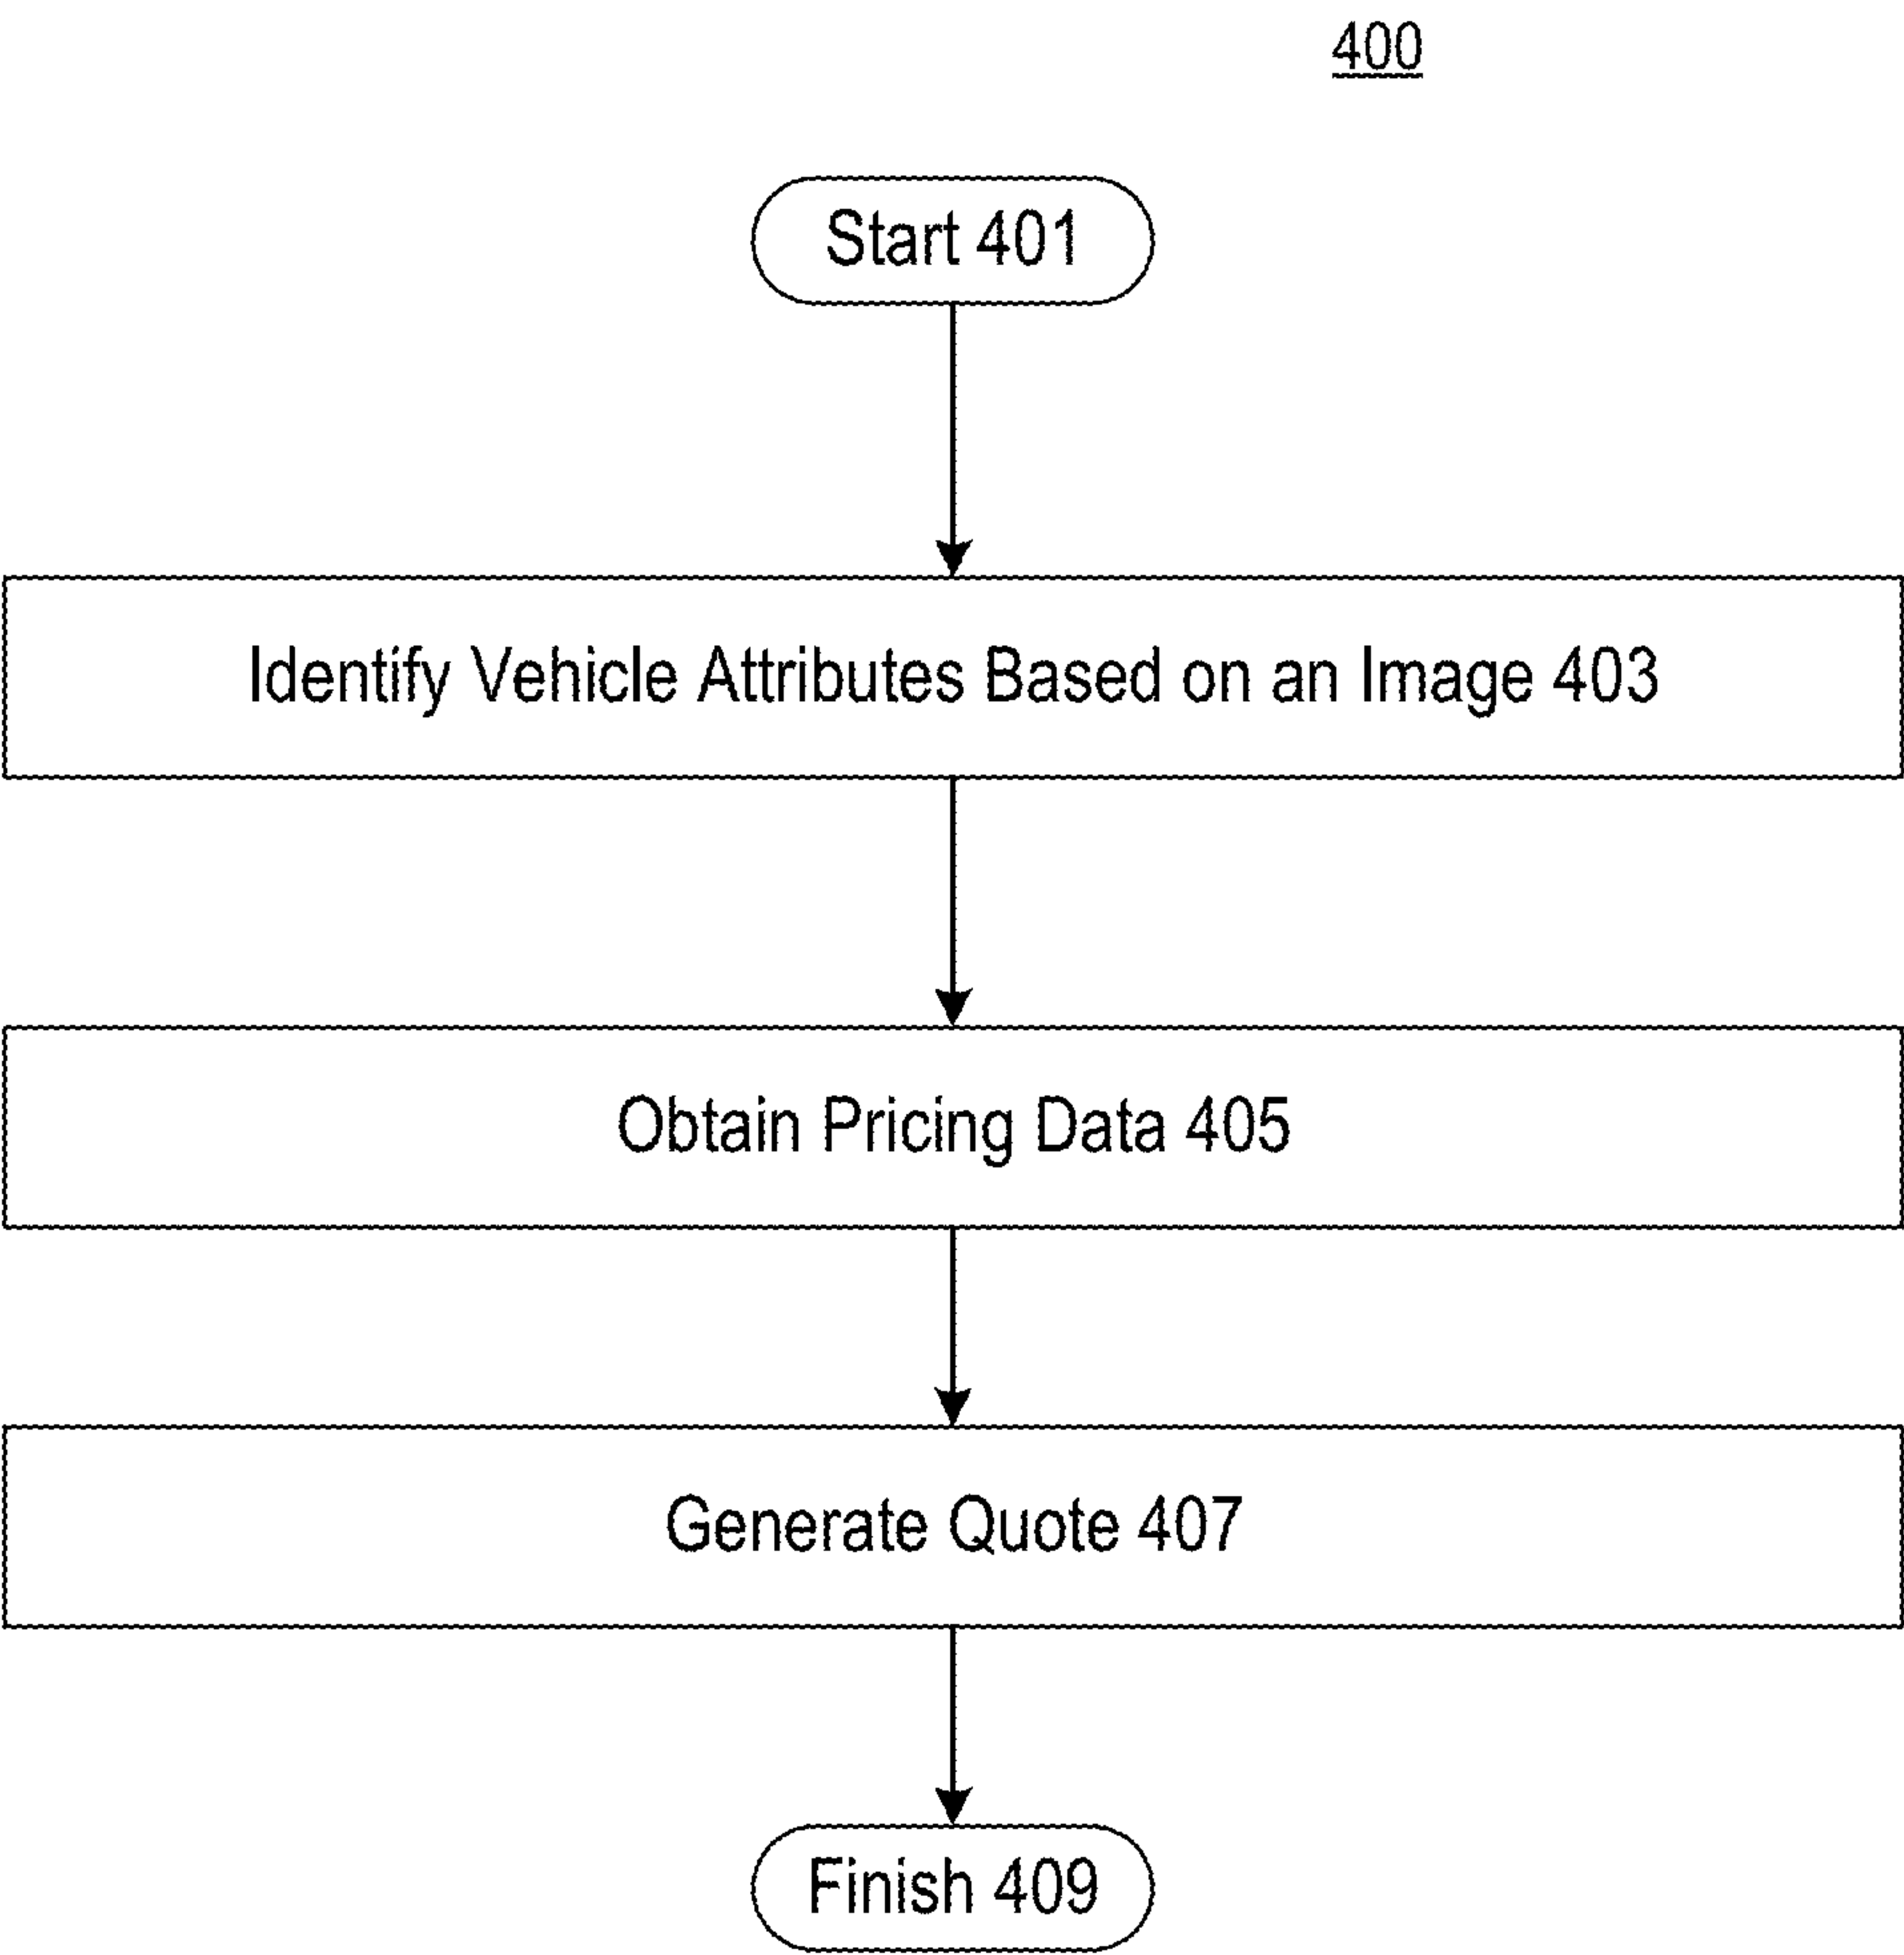 400
Start 401
Identify Vehicle Attributes Based on an Image 403
Obtain Pricing Data 405
Generate Quote 407
Finish 409